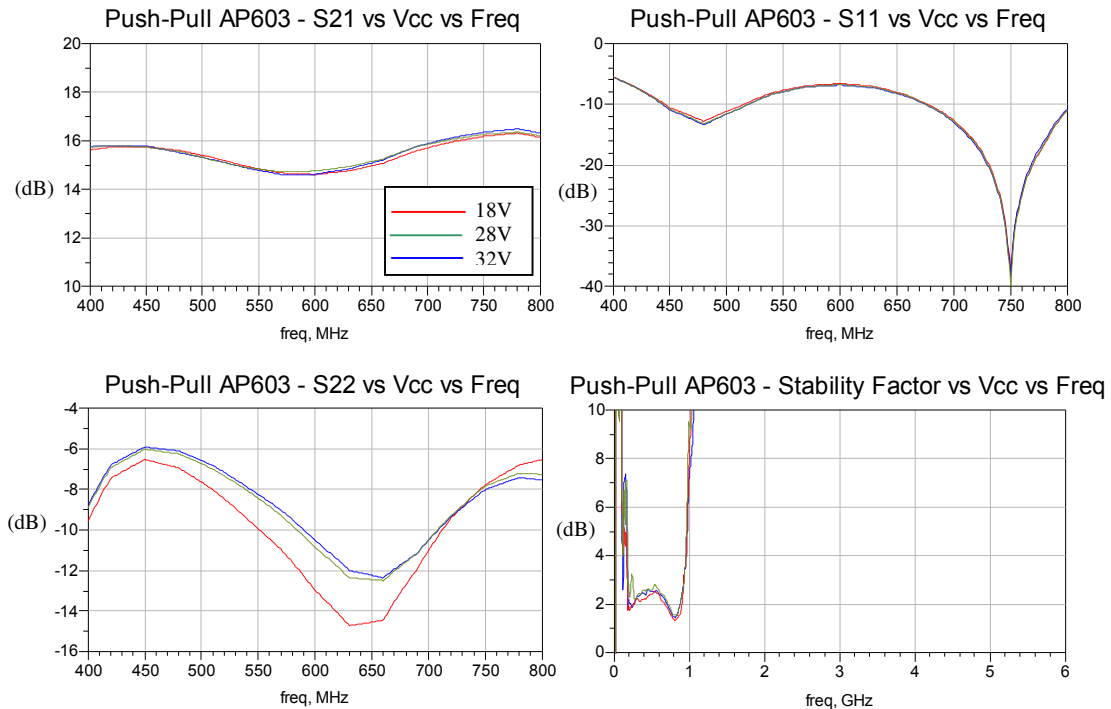 Push-Pull AP603 - S21 vs Vcc vs Freq
20
18
16
14
12
10
(dB)
18V
28V
32V
400 450 500 550 600 650 700 750 800
freq, MHz
Push-Pull AP603 - S11 vs Vcc vs Freq
0
-10
-20
-30
-40
(dB)
400 450 500 550 600 650 700 750 800
freq, MHz
Push-Pull AP603 - S22 vs Vcc vs Freq
-4
-6
-8
-10
-12
-14
-16
(dB)
400 450 500 550 600 650 700 750 800
freq, MHz
Push-Pull AP603 - Stability Factor vs Vcc vs Freq
10
8
6
4
2
0
(dB)
0 1 2 3 4 5 6
freq, GHz